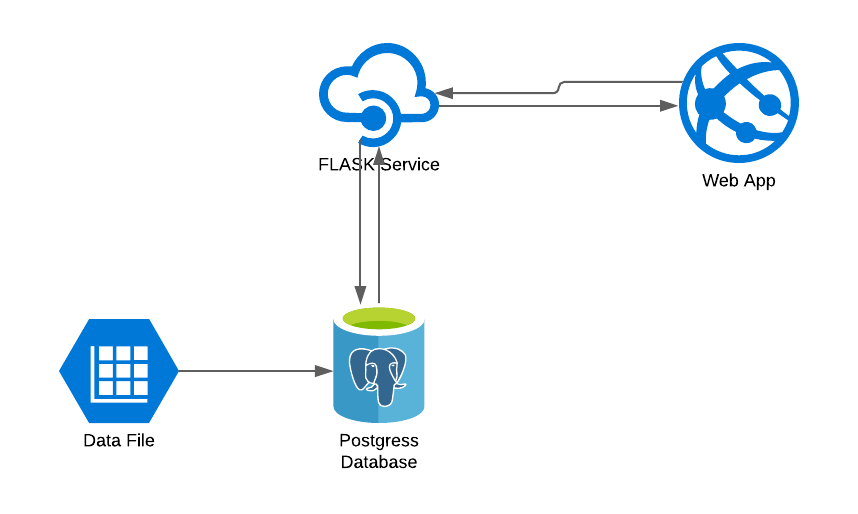 FLASK Service
Web App
Data File
Postgress
Database